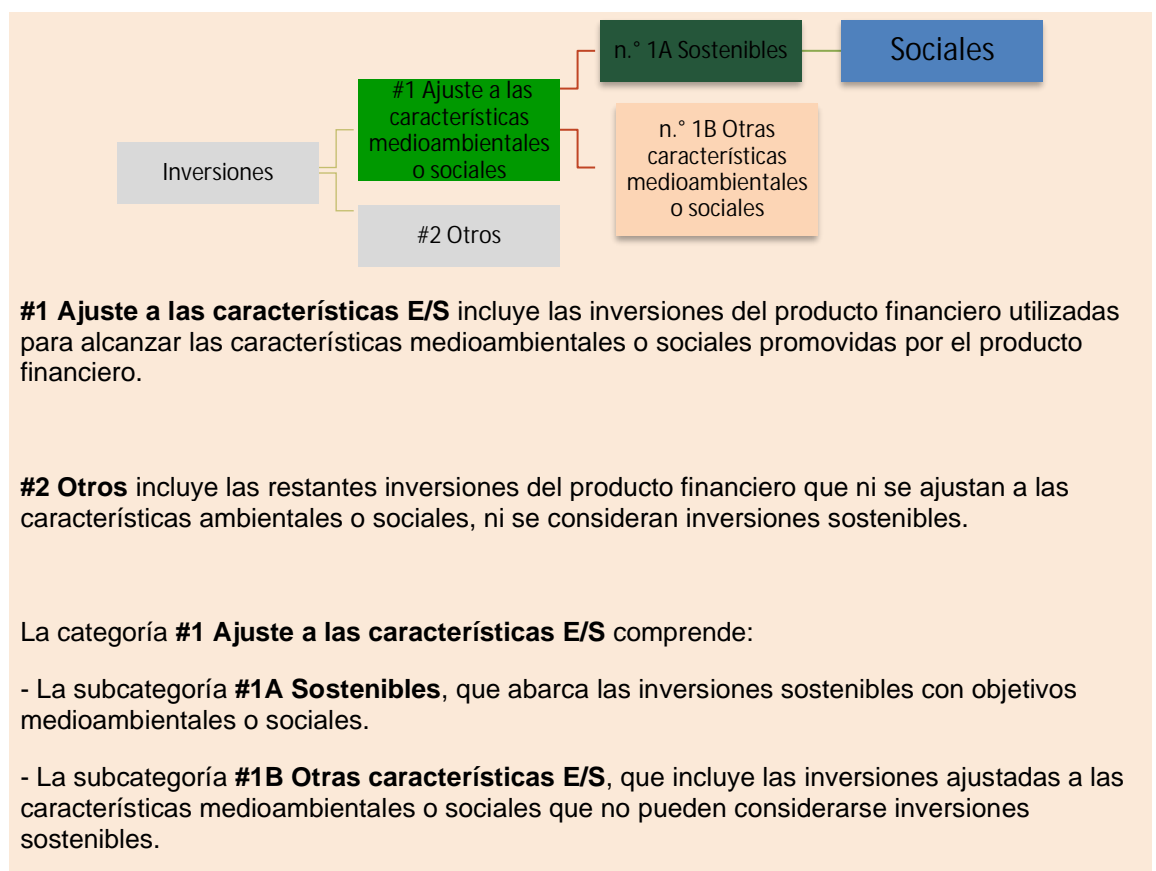 n.° 1A Sostenibles
Sociales
#1 Ajuste a las
características
medioambientales
o sociales
n.° 1B Otras
características
medioambientales
o sociales
Inversiones
#2 Otros
#1 Ajuste a las características E/S incluye las inversiones del producto financiero utilizadas
para alcanzar las características medioambientales o sociales promovidas por el producto
financiero.
#2 Otros incluye las restantes inversiones del producto financiero que ni se ajustan a las
características ambientales o sociales, ni se consideran inversiones sostenibles.
La categoría #1 Ajuste a las características E/S comprende:
- La subcategoría #1A Sostenibles, que abarca las inversiones sostenibles con objetivos
medioambientales o sociales.
- La subcategoría #1B Otras características E/S, que incluye las inversiones ajustadas a las
características medioambientales o sociales que no pueden considerarse inversiones
sostenibles.